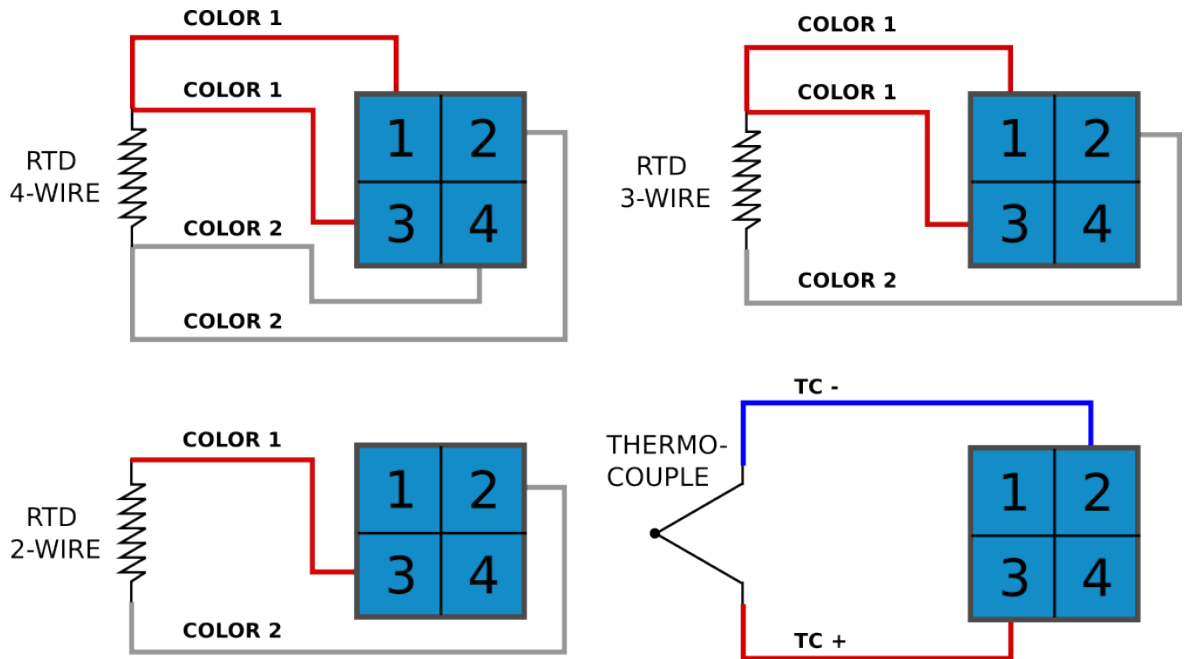 COLOR 1
COLOR 1
1 2
3 4
RTD
4-WIRE
COLOR 2
COLOR 2
COLOR 1
COLOR 1
1 2
3 4
RTD
3-WIRE
COLOR 2
COLOR 1
1 2
3 4
RTD
2-WIRE
COLOR 2
TC -
THERMO-
COUPLE
1 2
3 4
TC +